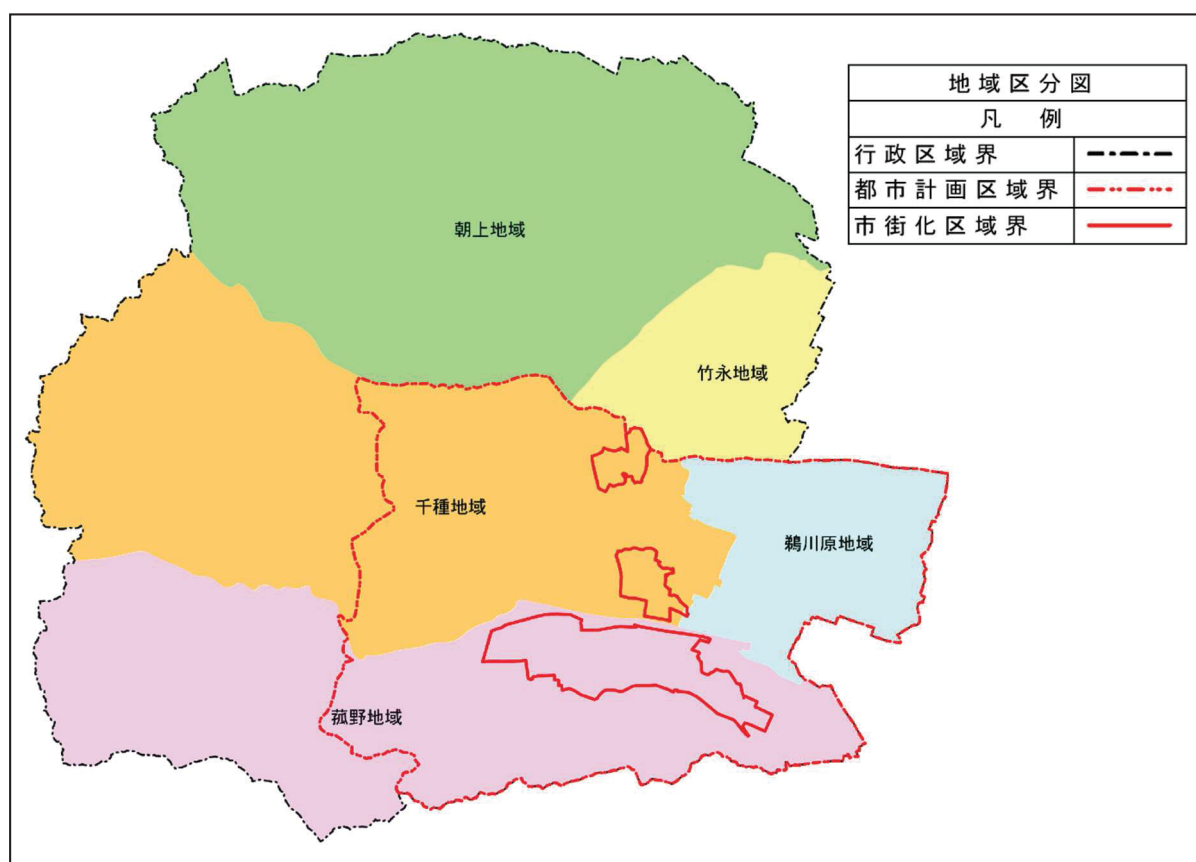 地域区分図
凡 例
行政区域界
都市計画区域界
市街化区域界
朝上地域
竹永地域
千種地域
鵜川原地域
菰野地域